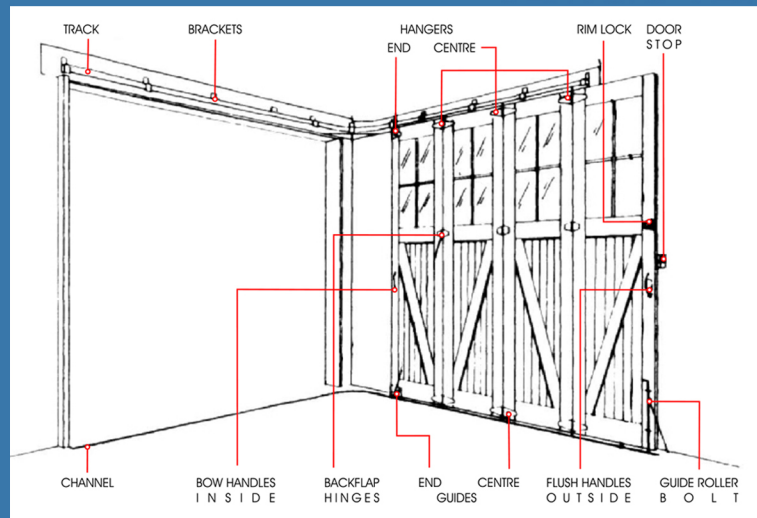 TRACK
BRACKETS
HANGERS
END CENTRE
RIM LOCK
DOOR
STOP
CHANNEL
BOW HANDLES
INSIDE
BACKFLAP
HINGES
END CENTRE
GUIDES
FLUSH HANDLES
OUTSIDE
GUIDE ROLLER
BOLT